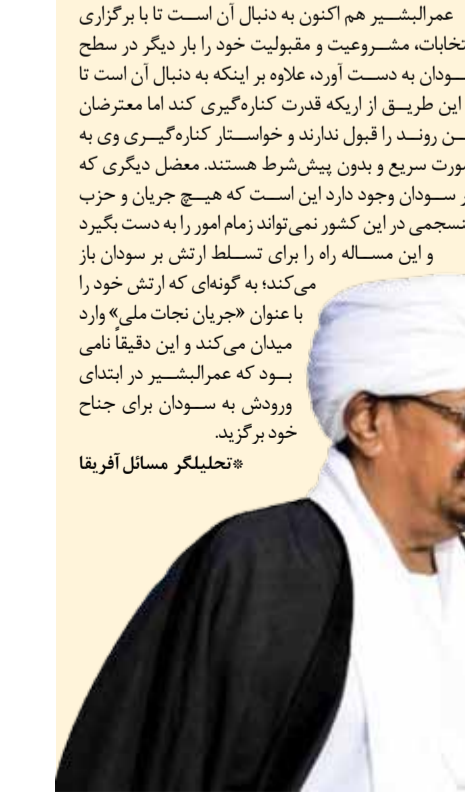 عمرالبشیر هم اکنون به دنبال آن است تا با برگزاری
مشروعیت و مقبولیت خود را بار دیگر در سطح
به دست آورد، علاوه بر اینکه به دنبال آن است تا
این طریق از اریکه قدرت کناره‌گیری کند اما معترضان
روند را قبول ندارند و خواستار کناره‌گیری وی به
سریع و بدون پیش‌شرط هستند. معضل دیگری که
سودان وجود دارد این است که هیچ جریان و حزب
در این کشور نمی‌تواند زمام امور را به دست بگیرد
و این مساله راه را برای تسلط ارتش بر سودان باز
می‌کند؛ به گونه‌ای که ارتش خود را
با عنوان «جریان نجات ملی» وارد
میدان می‌کند و این دقیقاً نامی
بود که عمرالبشیر در ابتدای
ورودش به سودان برای جناح
خود برگزید.
*تحلیلگر مسائل آفریقا